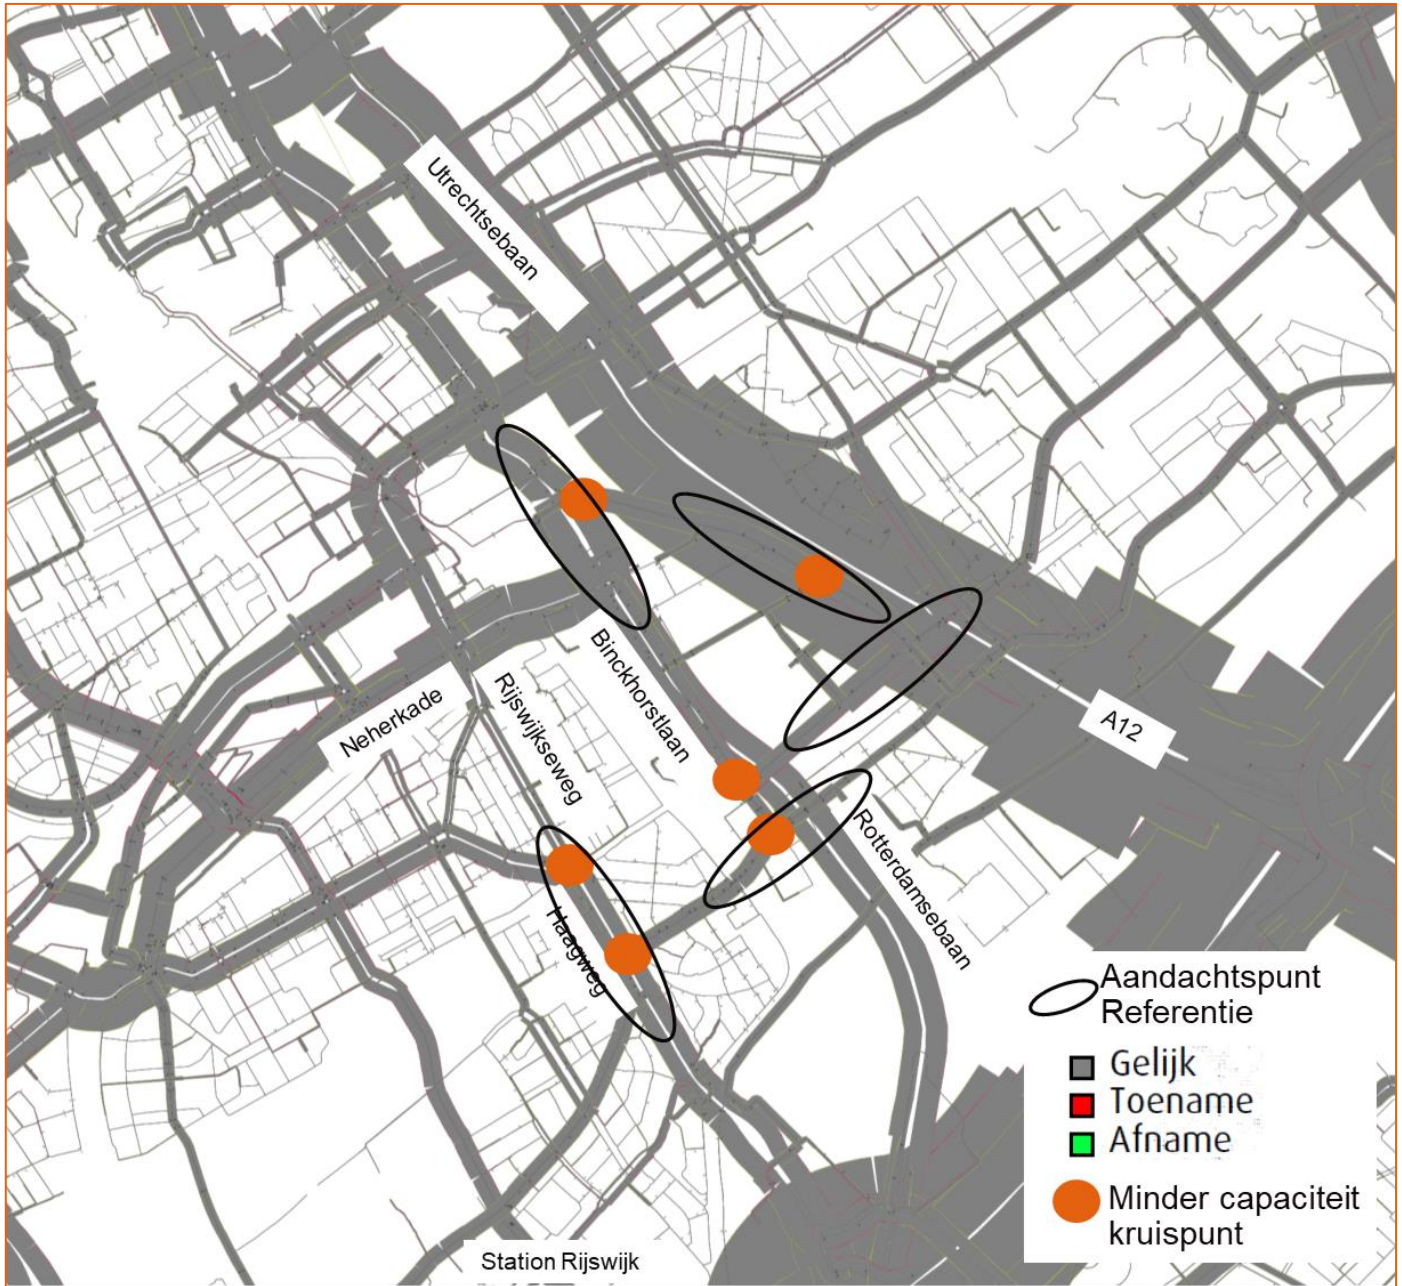 Utrechtsebaan
Neherkade
Rijswijkseweg
Binckhorstlaan
A12
Rotterdamsebaan
Haagweg
Station Rijswijk
Aandachtspunt
Referentie
Gelijk
Toename
Afname
Minder capaciteit
kruispunt